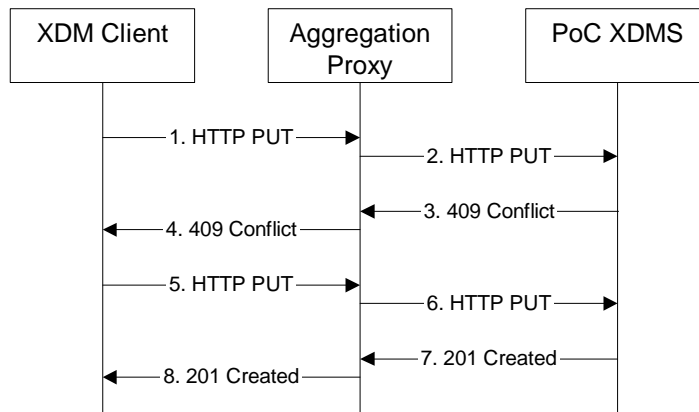 XDM Client
Aggregation
Proxy
PoC XDMS
1. HTTP PUT
2. HTTP PUT
3. 409 Conflict
4. 409 Conflict
5. HTTP PUT
6. HTTP PUT
7. 201 Created
8. 201 Created